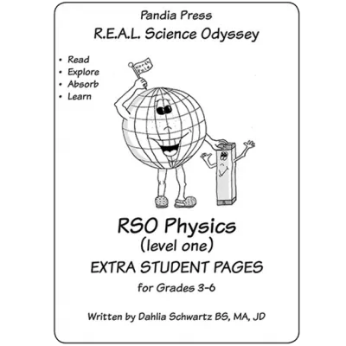 Pandia Press
R.E.A.L. Science Odyssey
• Read
• Explore
• Absorb
• Learn
RSO Physics
(level one)
EXTRA STUDENT PAGES
for Grades 3-6
Written by Dahlia Schwartz BS, MA, JD